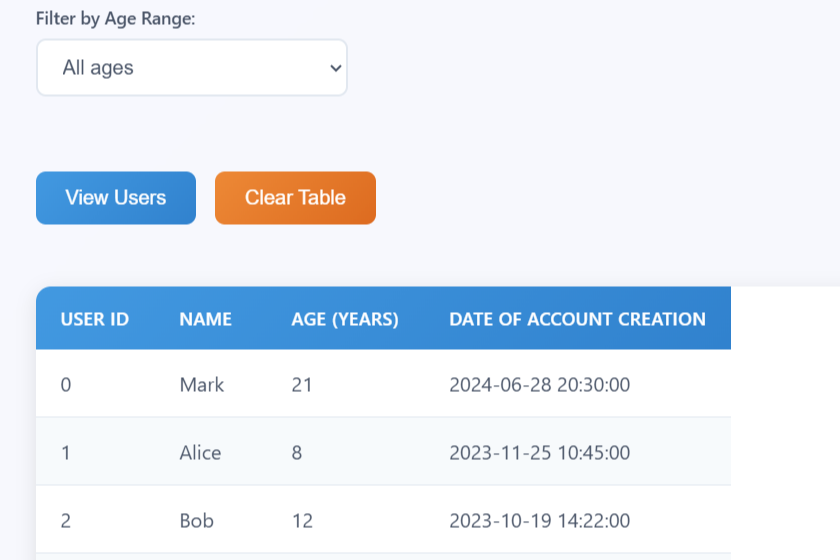 Filter by Age Range:
All ages
View Users Clear Table
USER ID NAME AGE (YEARS) DATE OF ACCOUNT CREATION
0 Mark 21 2024-06-28 20:30:00
1 Alice 8 2023-11-25 10:45:00
2 Bob 12 2023-10-19 14:22:00